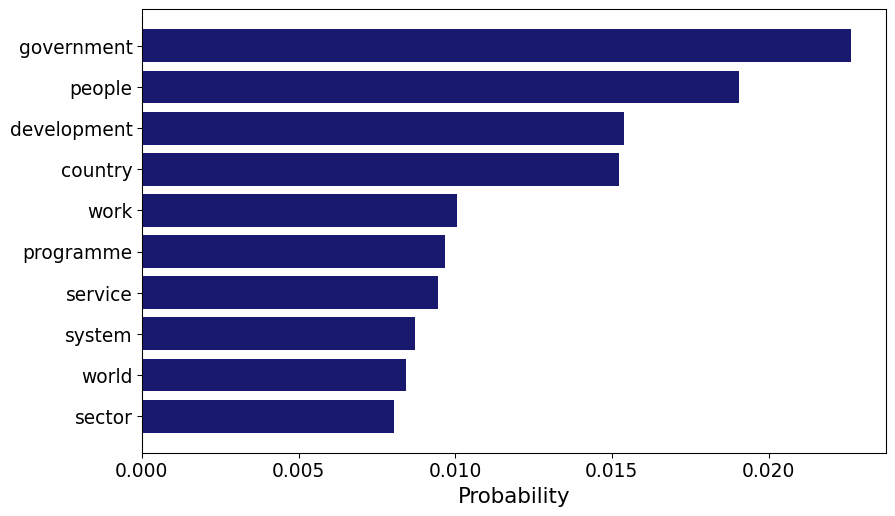 government
people
development
country
work
programme
service
system
world
sector
0.000 0.005 0.010 0.015 0.020
Probability